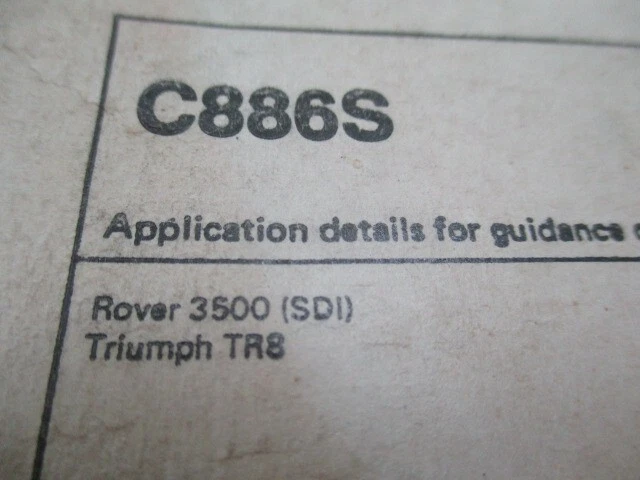 C886S
Application details for guidance
Rover 3500 (SDI)
Triumph TR8